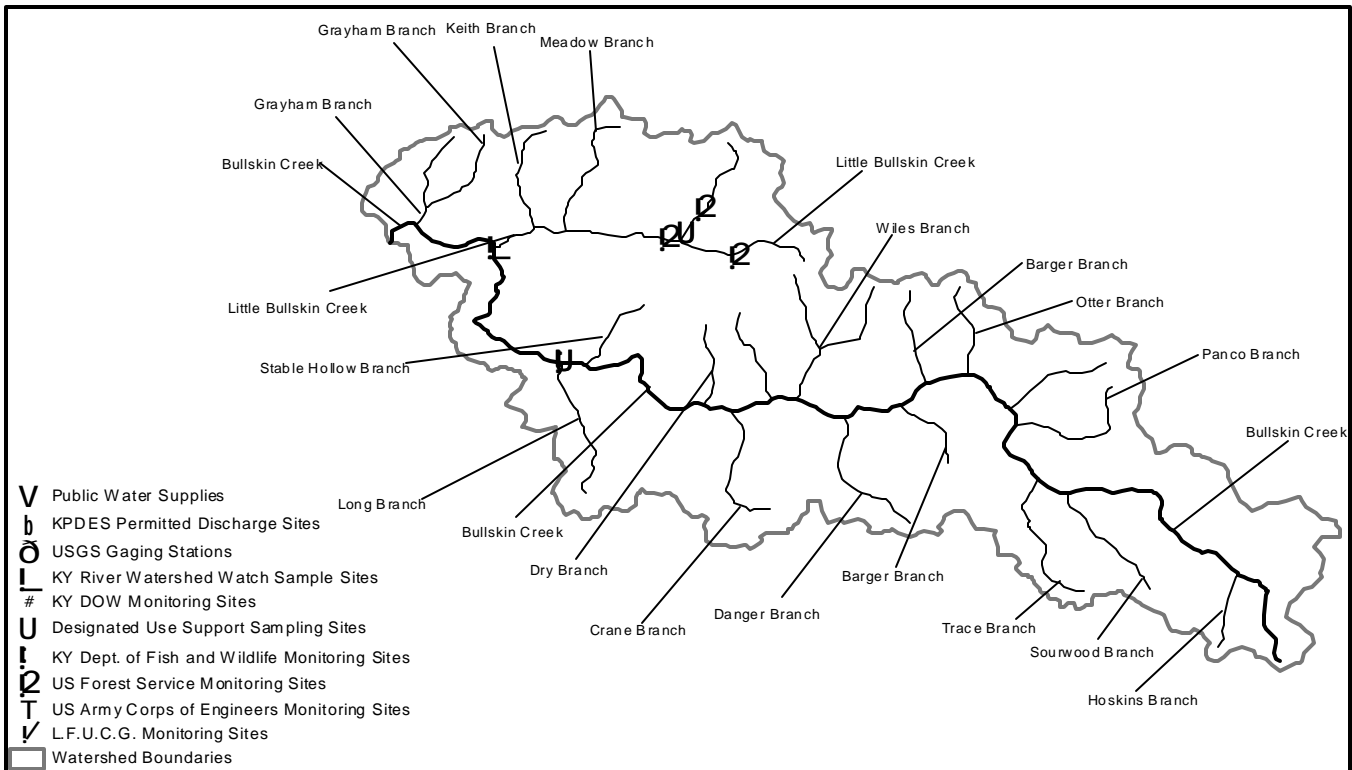 Grayham Branch
Keith Branch
Meadow Branch
Grayham Branch
Bullskin Creek
Little Bullskin Creek
Wiles Branch
Barger Branch
Otter Branch
Little Bullskin Creek
Stable Hollow Branch
Panco Branch
Bullskin Creek
Long Branch
Bullskin Creek
Dry Branch
Barger Branch
Danger Branch
Crane Branch
Trace Branch
Sourwood Branch
Hoskins Branch
V Public Water Supplies
b KPDES Permitted Discharge Sites
ð USGS Gaging Stations
L KY River Watershed Watch Sample Sites
# KY DOW Monitoring Sites
U Designated Use Support Sampling Sites
KY Dept. of Fish and Wildlife Monitoring Sites
!2 US Forest Service Monitoring Sites
T US Army Corps of Engineers Monitoring Sites
L.F.U.C.G. Monitoring Sites
Watershed Boundaries
L
!2
U
!2
!2
U